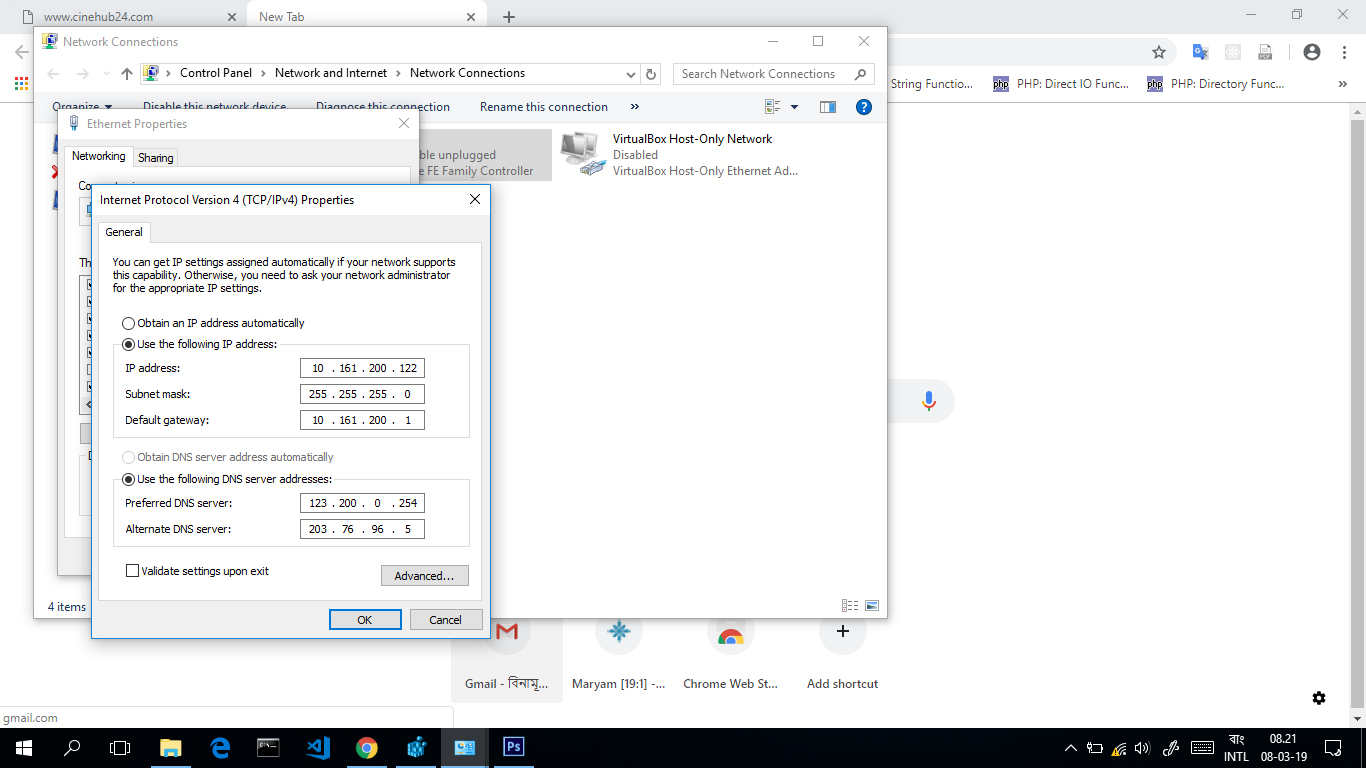 www.cinehub24.com
New Tab
Network Connections
Control Panel
Network and Internet
Network Connections
Search Network Connections
String Functio...
PHP: Direct IO Func...
PHP: Directory Func...
Organize
Disable this network device
Diagnose this connection
Rename this connection
Ethernet Properties
Networking
Sharing
ble unplugged
e FE Family Controller
VirtualBox Host-Only Network
Disabled
VirtualBox Host-Only Ethernet Ad...
Internet Protocol Version 4 (TCP/IPv4) Properties
General
You can get IP settings assigned automatically if your network supports
this capability. Otherwise, you need to ask your network administrator
for the appropriate IP settings.
Obtain an IP address automatically
Use the following IP address:
IP address: 10 . 161 . 200 . 122
Subnet mask: 255 . 255 . 255 . 0
Default gateway: 10 . 161 . 200 . 1
Obtain DNS server address automatically
Use the following DNS server addresses:
Preferred DNS server: 123 . 200 . 0 . 254
Alternate DNS server: 203 . 76 . 96 . 5
Validate settings upon exit
Advanced...
OK
Cancel
4 items
Gmail - বিনামূ...
Maryam [19:1] -...
Chrome Web St...
Add shortcut
gmail.com
Ps
বাং
INTL
08.21
08-03-19